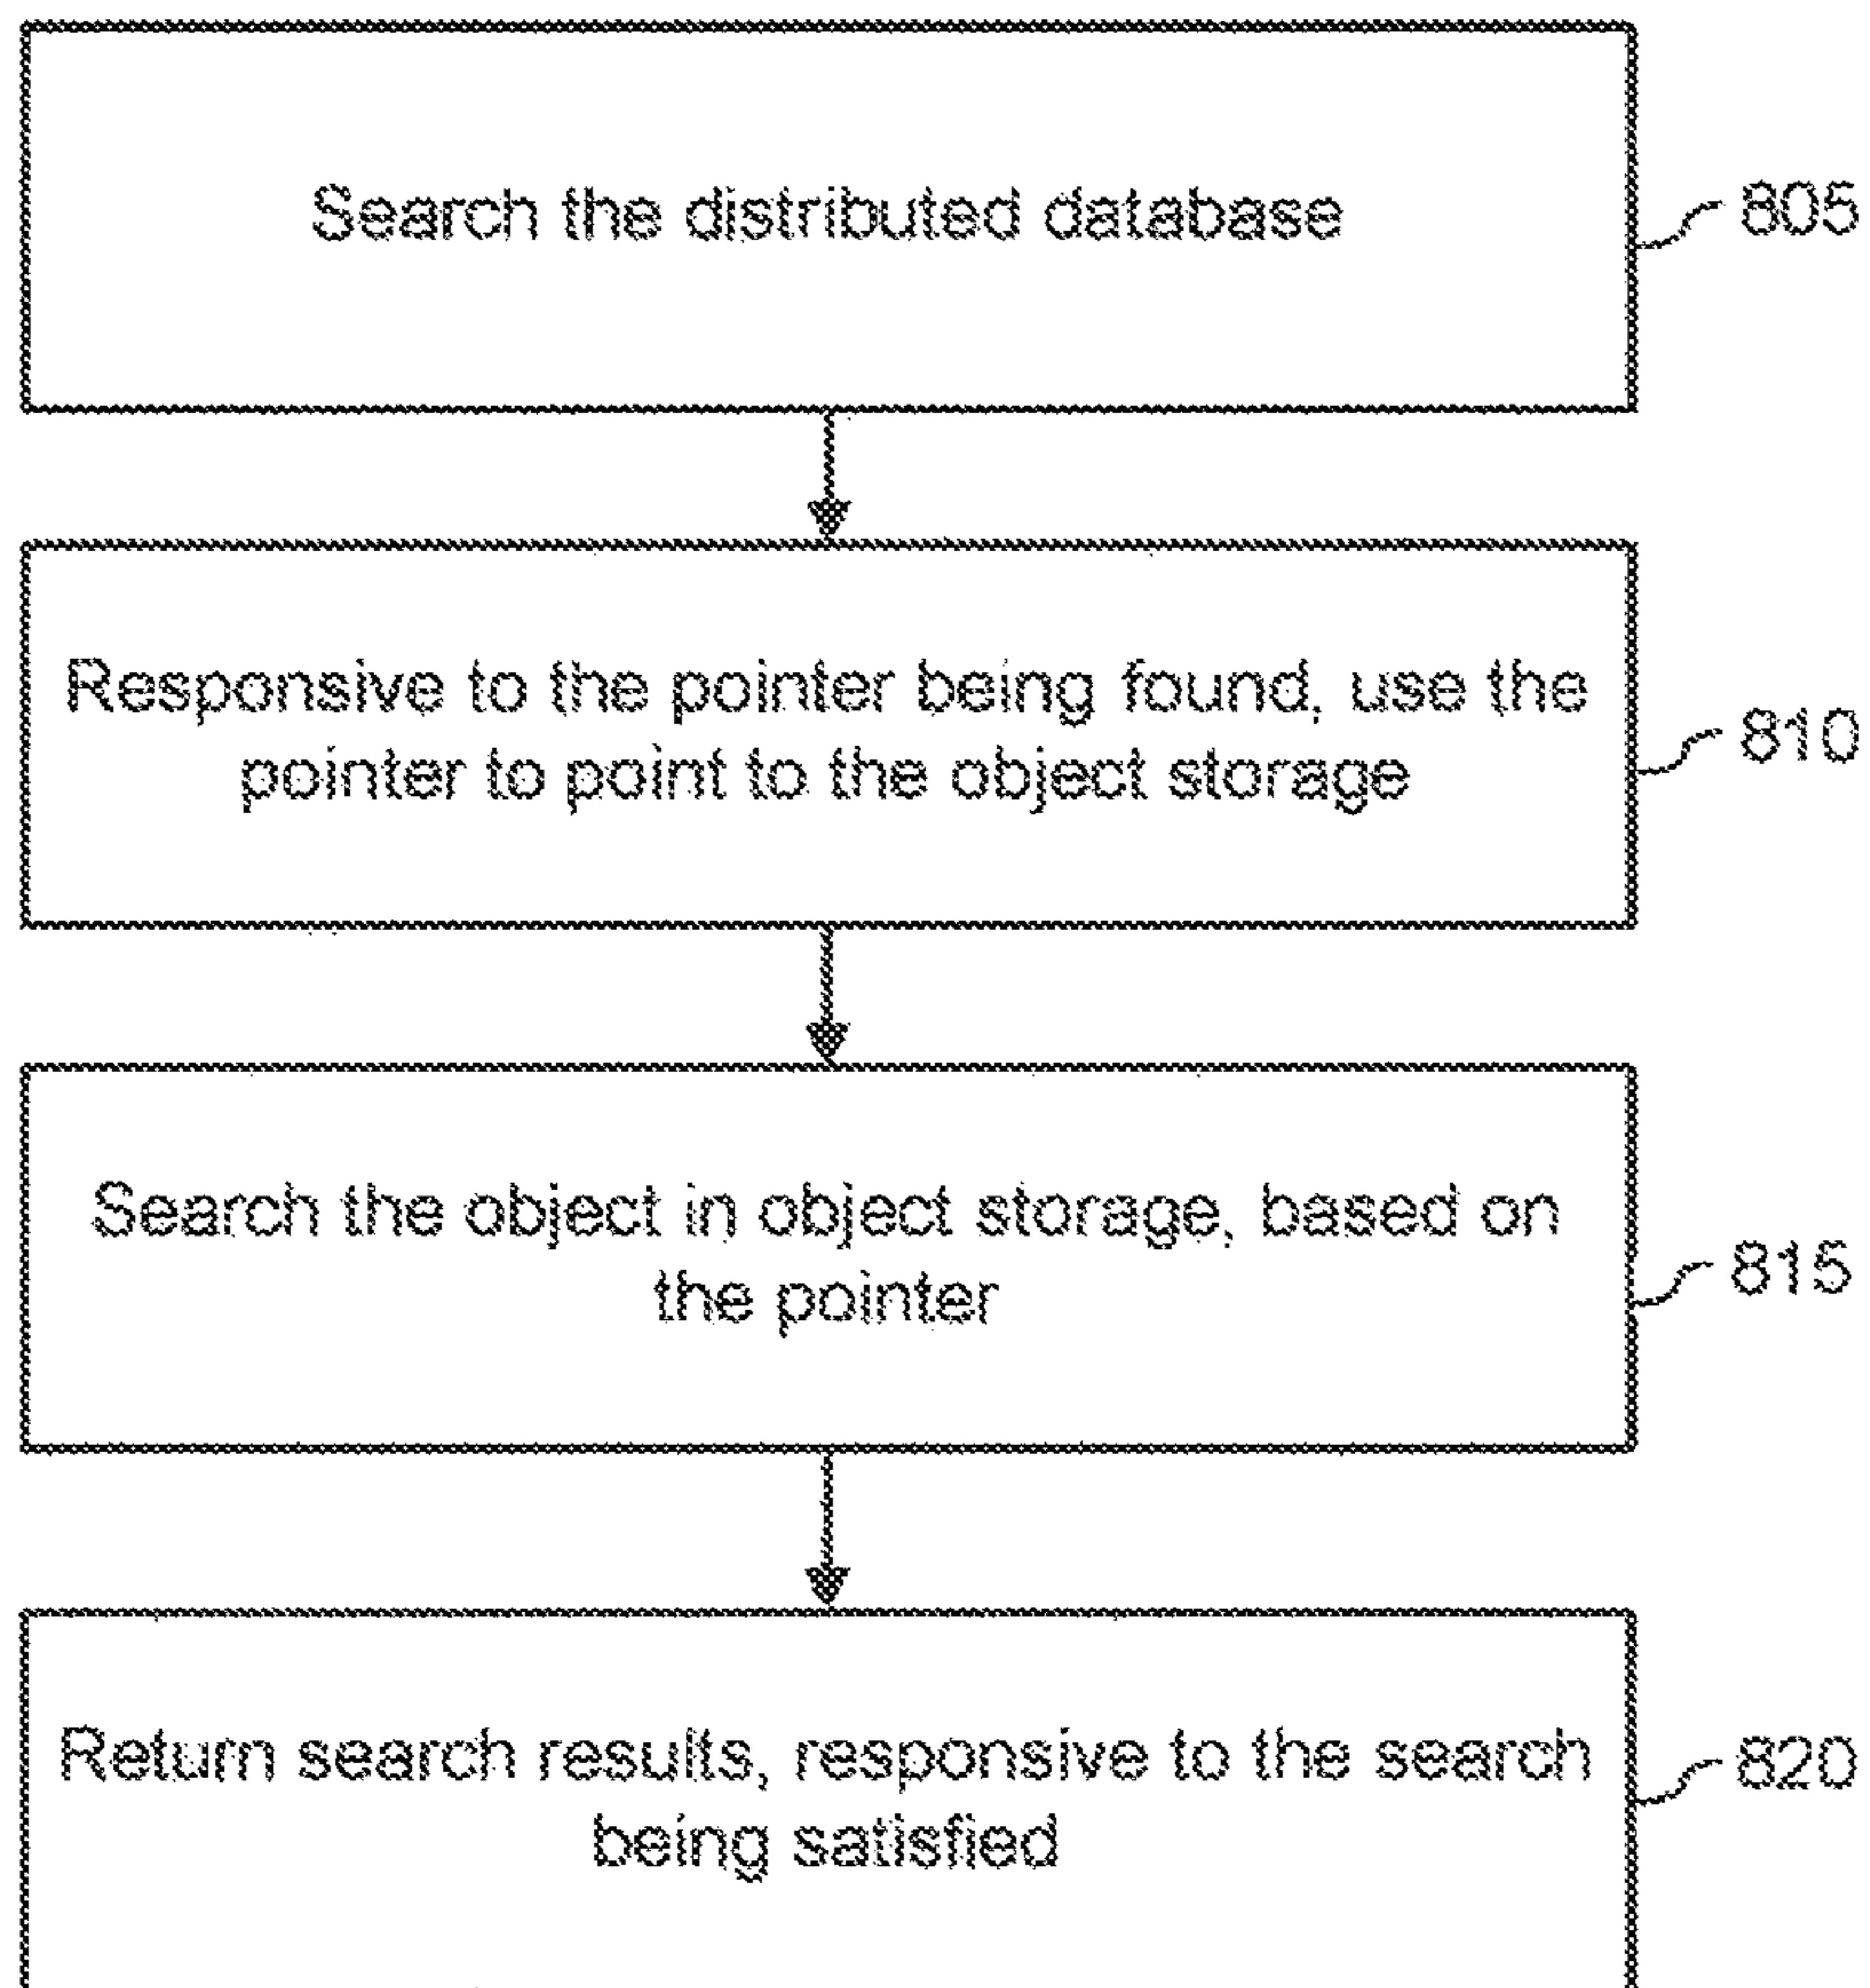 Search the distributed database
805
Responsive to the pointer being found, use the
pointer to point to the object storage
810
Search the object in object storage, based on
the pointer
815
Return search results, responsive to the search
being satisfied
820